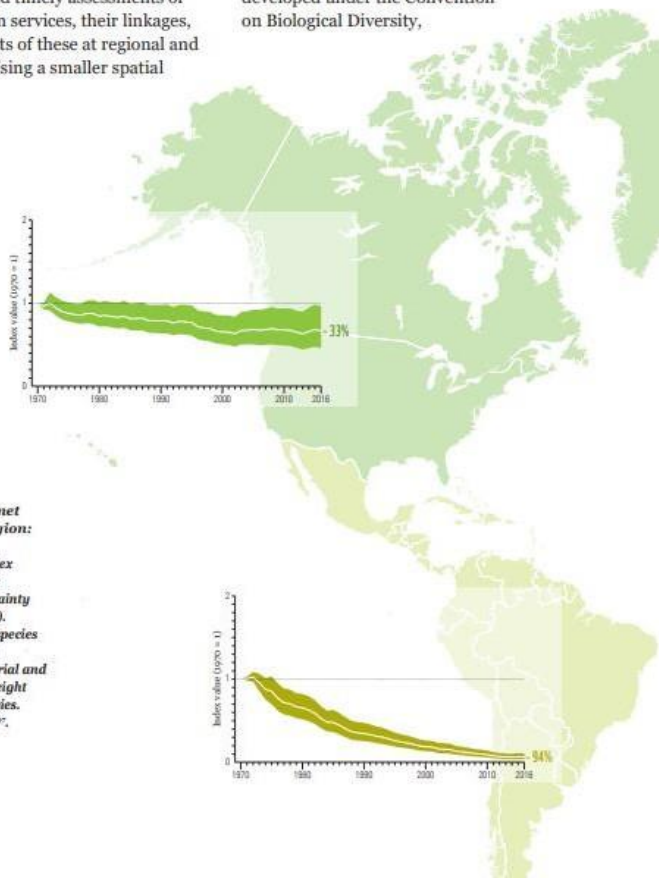 d timely assessments of
n services, their linkages,
ts of these at regional and
sing a smaller spatial
developed under the Convention
on Biological Diversity,
Index value (1970 = 1)
2
1
0
1970 1980 1990 2000 2010 2016
- 33%
net
gion:
ex
ainty
).
pecies
rial and
eight
ies.
Index value (1970 = 1)
2
1
0
1970 1980 1990 2000 2010 2016
- 94%